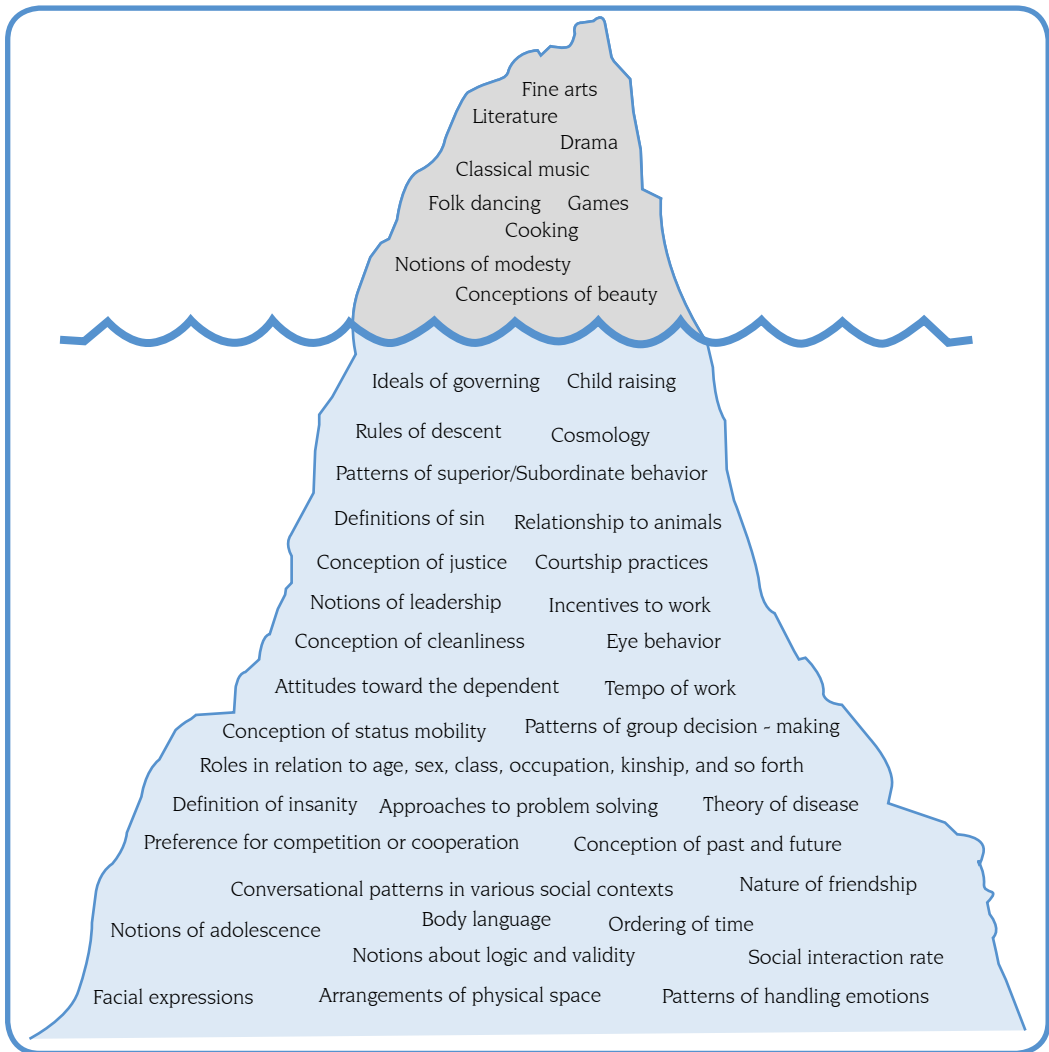 Fine arts
Literature
Drama
Classical music
Folk dancing Games
Cooking
Notions of modesty
Conceptions of beauty
Ideals of governing Child raising
Rules of descent Cosmology
Patterns of superior/Subordinate behavior
Definitions of sin Relationship to animals
Conception of justice Courtship practices
Notions of leadership Incentives to work
Conception of cleanliness Eye behavior
Attitudes toward the dependent Tempo of work
Conception of status mobility Patterns of group decision - making
Roles in relation to age, sex, class, occupation, kinship, and so forth
Definition of insanity Approaches to problem solving Theory of disease
Preference for competition or cooperation Conception of past and future
Conversational patterns in various social contexts Nature of friendship
Notions of adolescence Body language Ordering of time
Notions about logic and validity Social interaction rate
Facial expressions Arrangements of physical space Patterns of handling emotions